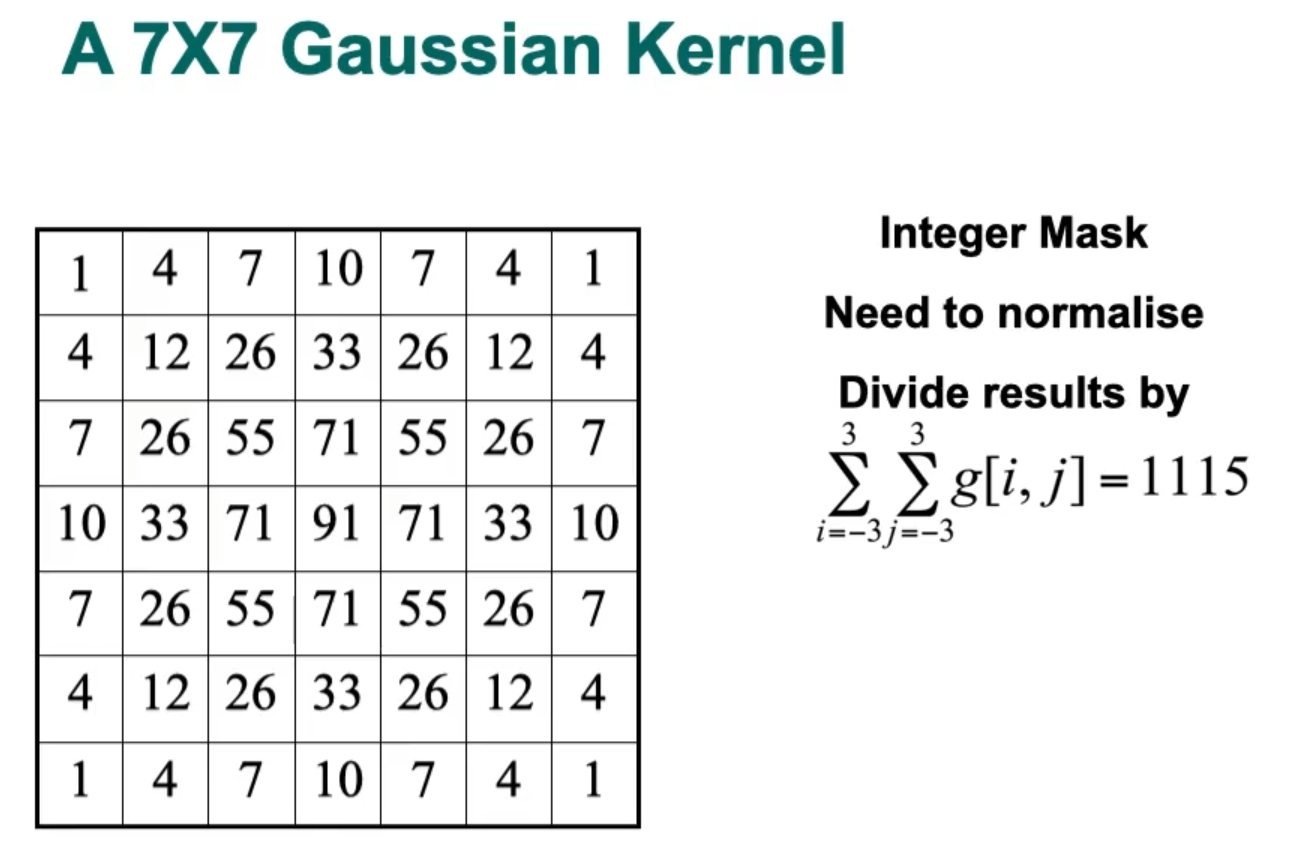 A 7X7 Gaussian Kernel
1 4 7 10 7 4 1
4 12 26 33 26 12 4
7 26 55 71 55 26 7
10 33 71 91 71 33 10
7 26 55 71 55 26 7
4 12 26 33 26 12 4
1 4 7 10 7 4 1
Integer Mask
Need to normalise
Divide results by
3 3
∑ ∑ g[i, j] = 1115
i=−3 j=−3